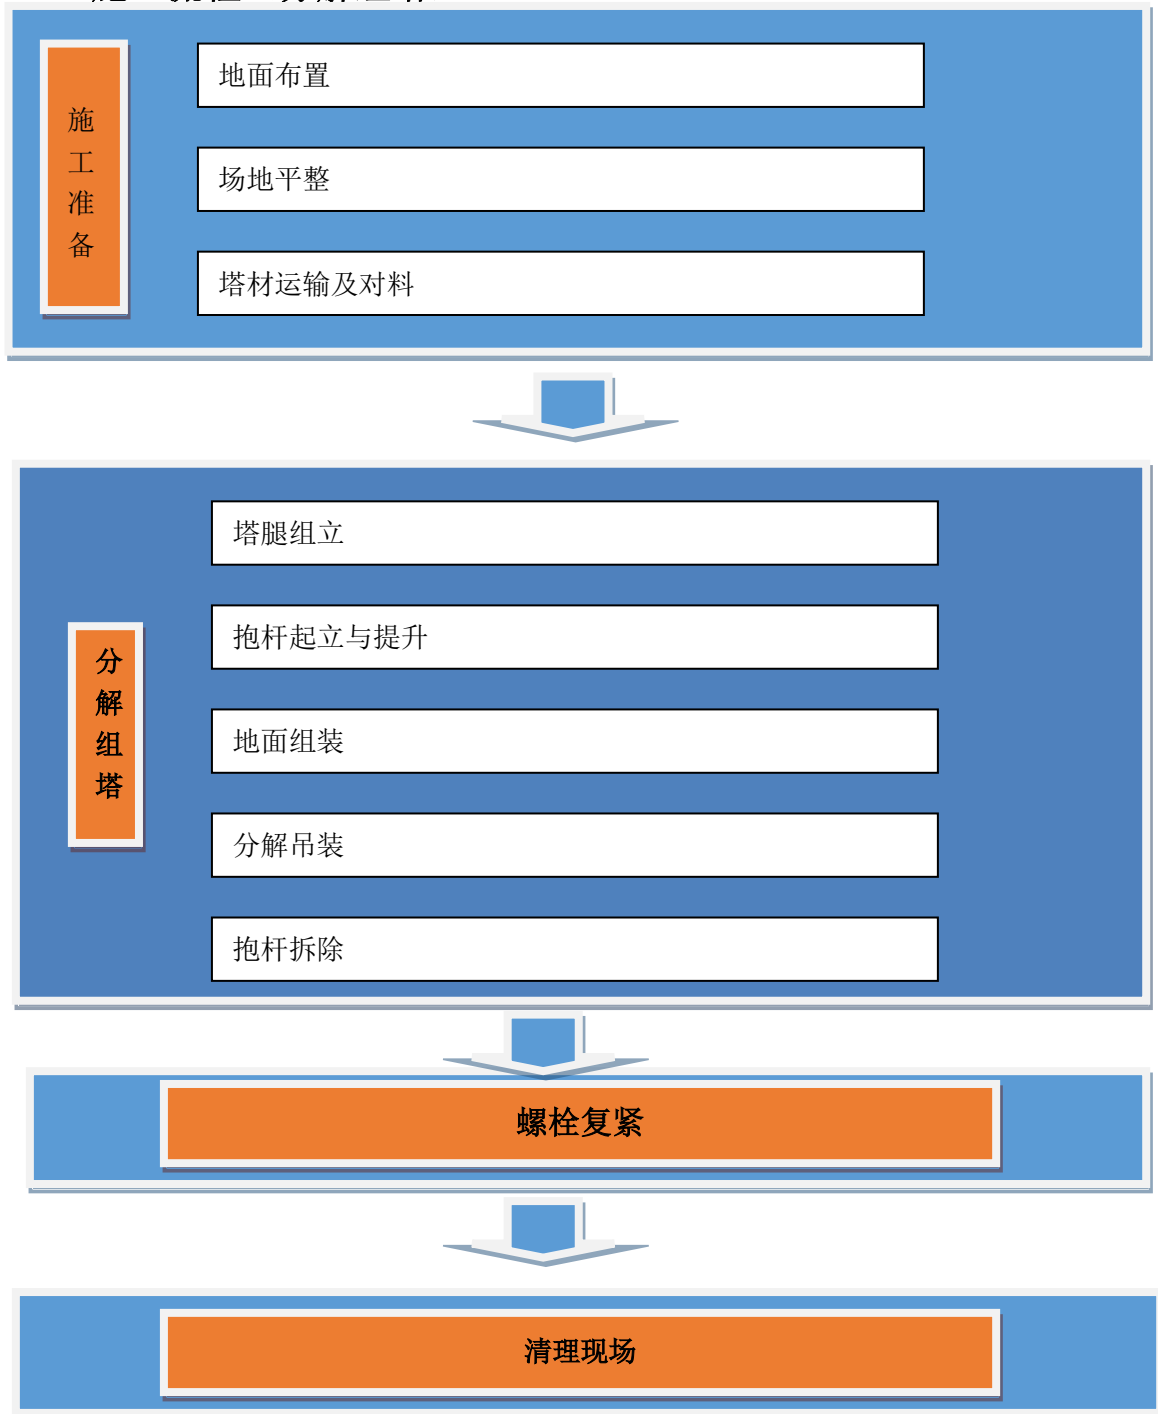 施工准备
地面布置
场地平整
塔材运输及对料
分解组塔
塔腿组立
抱杆起立与提升
地面组装
分解吊装
抱杆拆除
螺栓复紧
清理现场